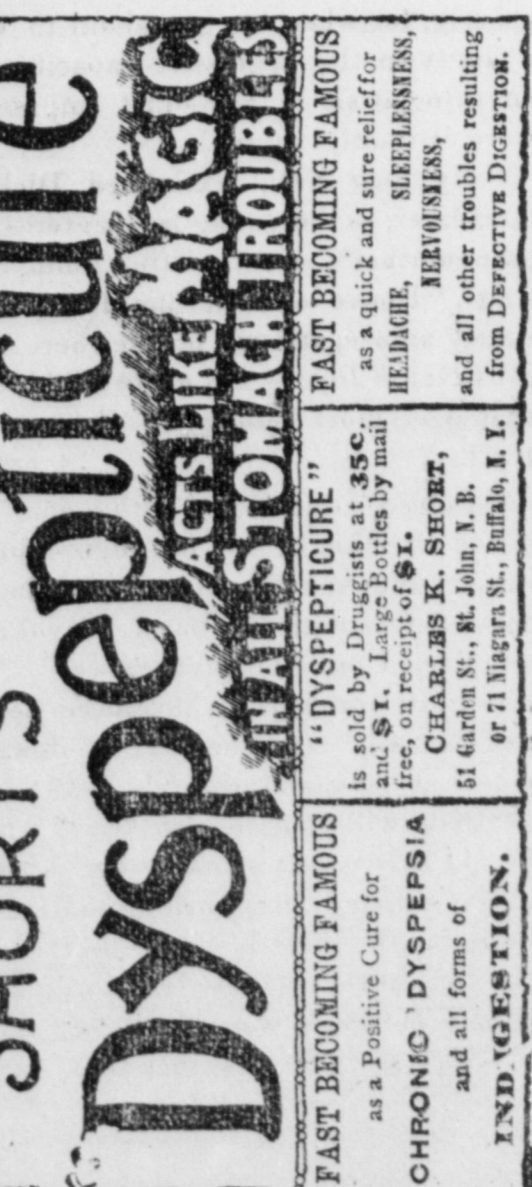 SHORT'S
Dyspepticure
ACTS LIKE MAGIC
IN ALL STOMACH TROUBLES
FAST BECOMING FAMOUS
as a Positive Cure for
CHRONIC DYSPEPSIA
and all forms of
INDIGESTION.
"DYSPEPTICURE"
is sold by Druggists at 35C
and $1. Large Bottles by mail
free, on receipt of $1.
CHARLES K. SHORT,
51 Garden St., St. John, N. B.
or 71 Niagara St., Buffalo, N. Y.
FAST BECOMING FAMOUS
as a quick and sure relief for
HEADACHE, SLEEPLESSNESS,
NERVOUSNESS,
and all other troubles resulting
from DEFECTIVE DIGESTION.